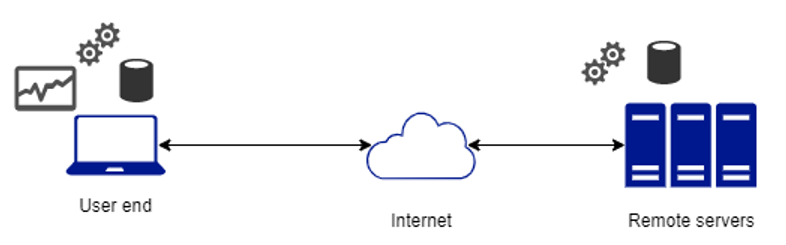 User end
Internet
Remote servers